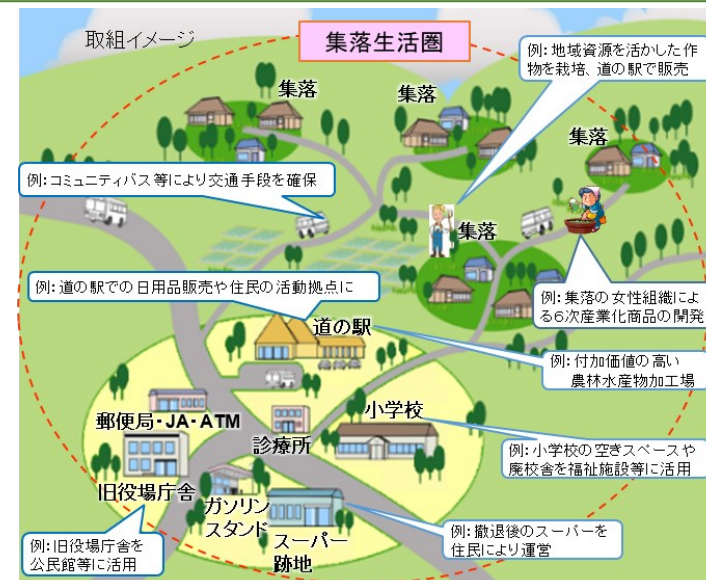 取組イメージ
集落生活圏
例:地域資源を活かした作
物を栽培、道の駅で販売
集落
集落
集落
例:コミュニティバス等により交通手段を確保
集落
例:道の駅での日用品販売や住民の活動拠点に
例:集落の女性組織によ
る6次産業化商品の開発
道の駅
例:付加価値の高い
農林水産物加工場
小学校
郵便局・JA・ATM
診療所
例:小学校の空きスペースや
廃校舎を福祉施設等に活用
旧役場庁舎
ガソリン
スタンド
スーパー
跡地
例:撤退後のスーパーを
住民により運営
例:旧役場庁舎を
公民館等に活用